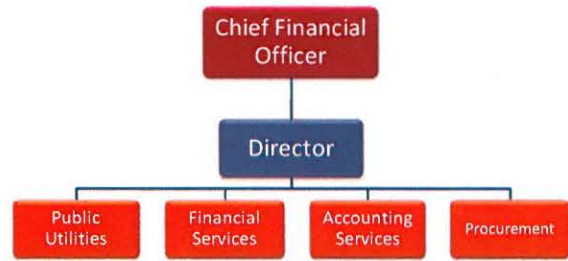 Chief Financial
Officer
Director
Public
Utilities
Financial
Services
Accounting
Services
Procurement